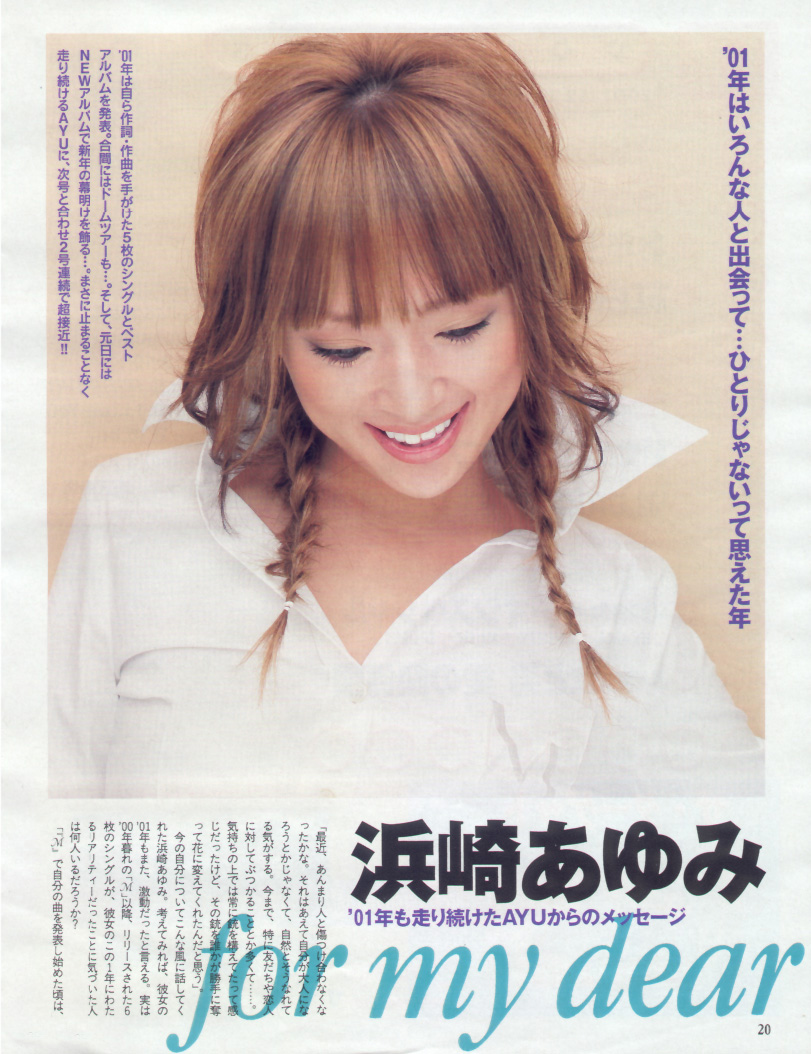 '01年はいろんな人と出会って…ひとりじゃないって思えた年
'01年は自ら作詞・作曲を手がけた5枚のシングルとベスト
アルバムを発表。合間にはドームツアーも…。そして、元日には
NEWアルバムで新年の幕明けを飾る…。まさに止まることなく
走り続けるAYUに、次号と合わせ2号連続で超接近!!
浜崎あゆみ
'01年も走り続けたAYUからのメッセージ
for my dear
「最近、あんまり人と傷つけ合わなくな
ったかな。それはあえて自分が大人にな
ろうとかじゃなくて、自然とそうなれて
る気がする。今まで、特に友だちや恋人
に対してぶつかることとか多くて……。
気持ちの上では常に銃を構えてたって感
じだったけど、その銃を誰かが勝手に奪
って花に変えてくれたんだと思う」。
今の自分についてこんな風に話してく
れた浜崎あゆみ。考えてみれば、彼女の
'01年もまた、激動だったと言える。実は
'00年暮れの『M』以降、リリースされた6
枚のシングルが、彼女のこの1年にわた
るリアリティーだったことに気づいた人
は何人いるだろうか?
『M』で自分の曲を発表し始めた頃は、
20